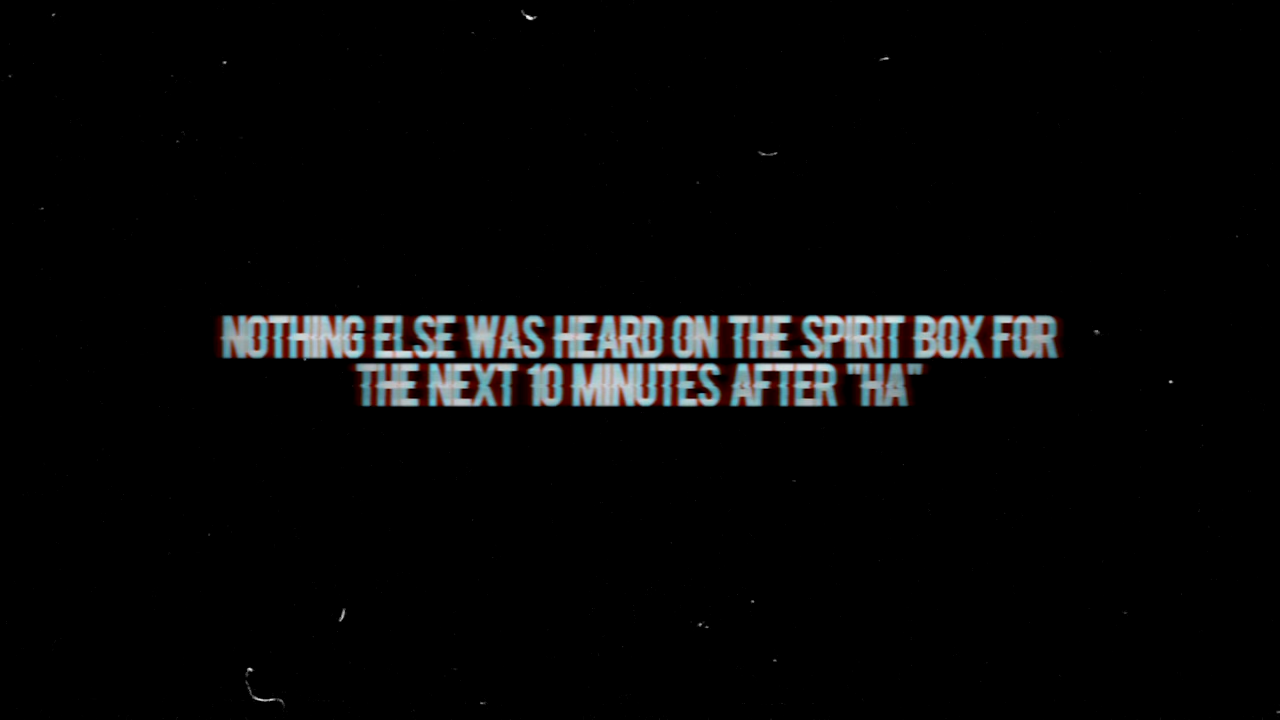 NOTHING ELSE WAS HEARD ON THE SPIRIT BOX FOR
THE NEXT 10 MINUTES AFTER "HA"